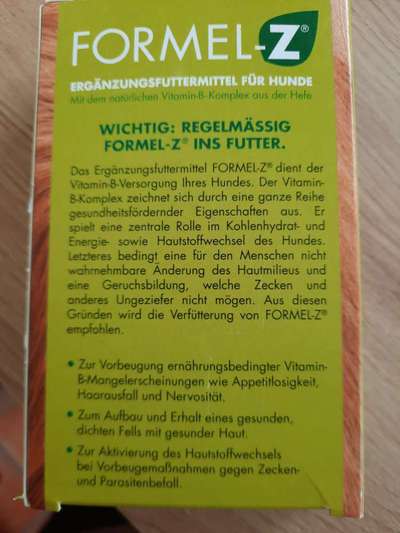 FORMEL-Z®
ERGÄNZUNGSFUTTERMITTEL FÜR HUNDE
Mit dem natürlichen Vitamin-B-Komplex aus der Hefe
WICHTIG: REGELMÄSSIG
FORMEL-Z® INS FUTTER.
Das Ergänzungsfuttermittel FORMEL-Z® dient der
Vitamin-B-Versorgung Ihres Hundes. Der Vitamin-
B-Komplex zeichnet sich durch eine ganze Reihe
gesundheitsfördernder Eigenschaften aus. Er
spielt eine zentrale Rolle im Kohlenhydrat- und
Energie- sowie Hautstoffwechsel des Hundes.
Letzteres bedingt eine für den Menschen nicht
wahrnehmbare Änderung des Hautmilieus und
eine Geruchsbildung, welche Zecken und
anderes Ungeziefer nicht mögen. Aus diesen
Gründen wird die Verfütterung von FORMEL-Z®
empfohlen.
• Zur Vorbeugung ernährungsbedingter Vitamin-
B-Mangelerscheinungen wie Appetitlosigkeit,
Haarausfall und Nervosität.
• Zum Aufbau und Erhalt eines gesunden,
dichten Fells mit gesunder Haut.
• Zur Aktivierung des Hautstoffwechsels
bei Vorbeugemaßnahmen gegen Zecken-
und Parasitenbefall.